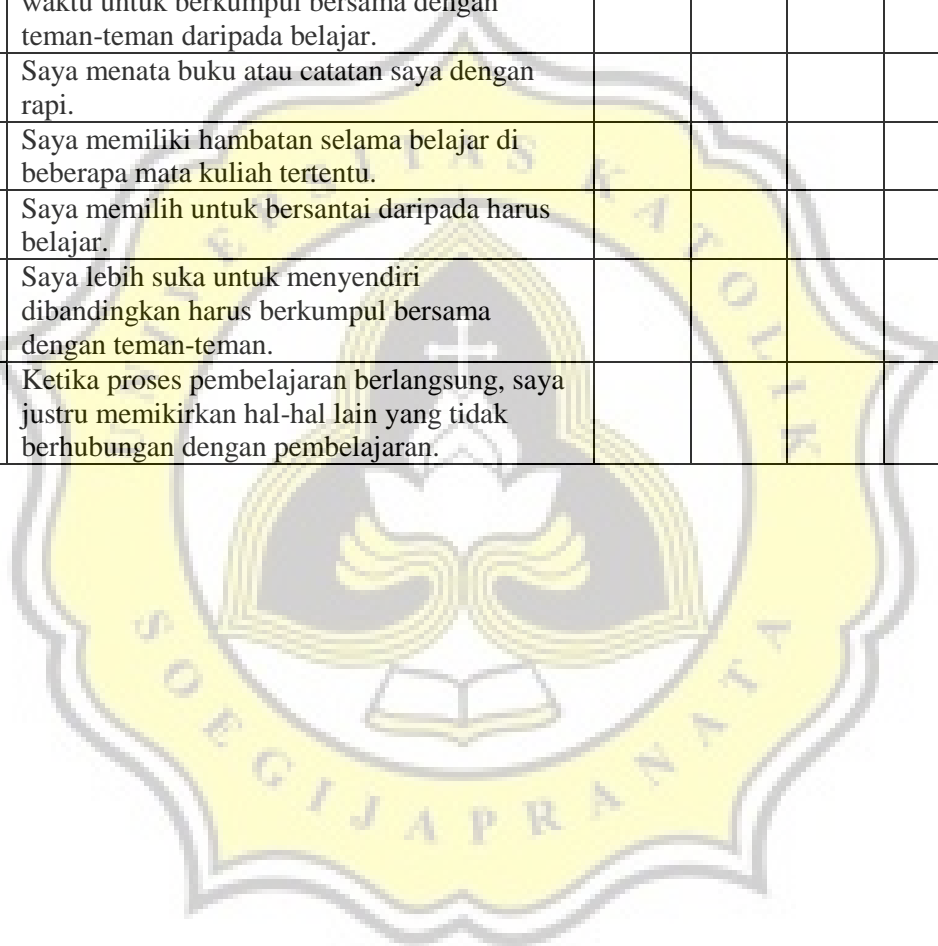 waktu untuk berkumpul bersama dengan
teman-teman daripada belajar.
Saya menata buku atau catatan saya dengan
rapi.
Saya memiliki hambatan selama belajar di
beberapa mata kuliah tertentu.
Saya memilih untuk bersantai daripada harus
belajar.
Saya lebih suka untuk menyendiri
dibandingkan harus berkumpul bersama
dengan teman-teman.
Ketika proses pembelajaran berlangsung, saya
justru memikirkan hal-hal lain yang tidak
berhubungan dengan pembelajaran.
UNIVERSITAS KATOLIK
SOEGIJAPRANATA